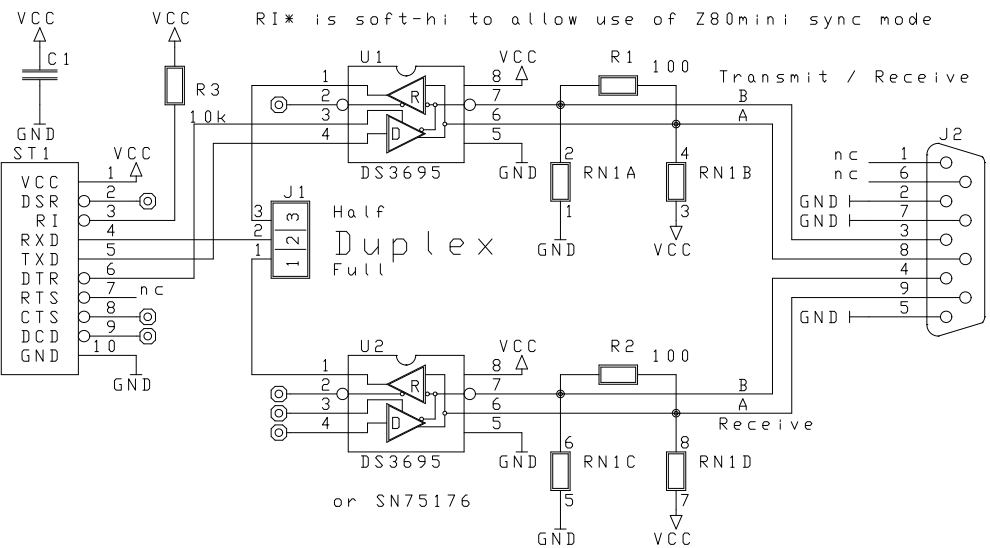 VCC VCC RI* is soft-hi to allow use of Z80mini sync mode
C1 R3 10k
GND
ST1
VCC
VCC 1
DSR 2
RI 3
RXD 4
TXD 5
DTR 6
RTS 7 nc
CTS 8
DCD 9
GND 10
GND
J1
3 3
2 2
1 1
Half
Duplex
Full
U1
VCC
1 8
2 R 7
3 6
4 D 5
DS3695
GND
R1 100
2 RN1A 1
GND
4 RN1B 3
VCC
Transmit / Receive
B
A
J2
nc 1
nc 6
GND 2
GND 7
3
8
4
9
GND 5
U2
VCC
1 8
2 R 7
3 6
4 D 5
DS3695
GND
or SN75176
R2 100
6 RN1C 5
GND
8 RN1D 7
VCC
B
A
Receive